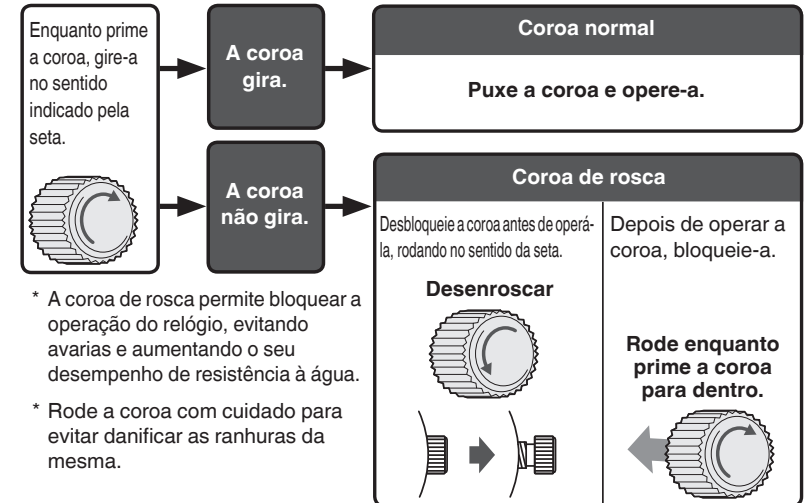 Enquanto prime
a coroa, gire-a
no sentido
indicado pela
seta.
A coroa
gira.
Coroa normal
Puxe a coroa e opere-a.
A coroa
não gira.
Coroa de rosca
Desbloqueie a coroa antes de operá-
la, rodando no sentido da seta.
Desenroscar
Depois de operar a
coroa, bloqueie-a.
Rode enquanto
prime a coroa
para dentro.
* A coroa de rosca permite bloquear a
operação do relógio, evitando
avarias e aumentando o seu
desempenho de resistência à água.
* Rode a coroa com cuidado para
evitar danificar as ranhuras da
mesma.